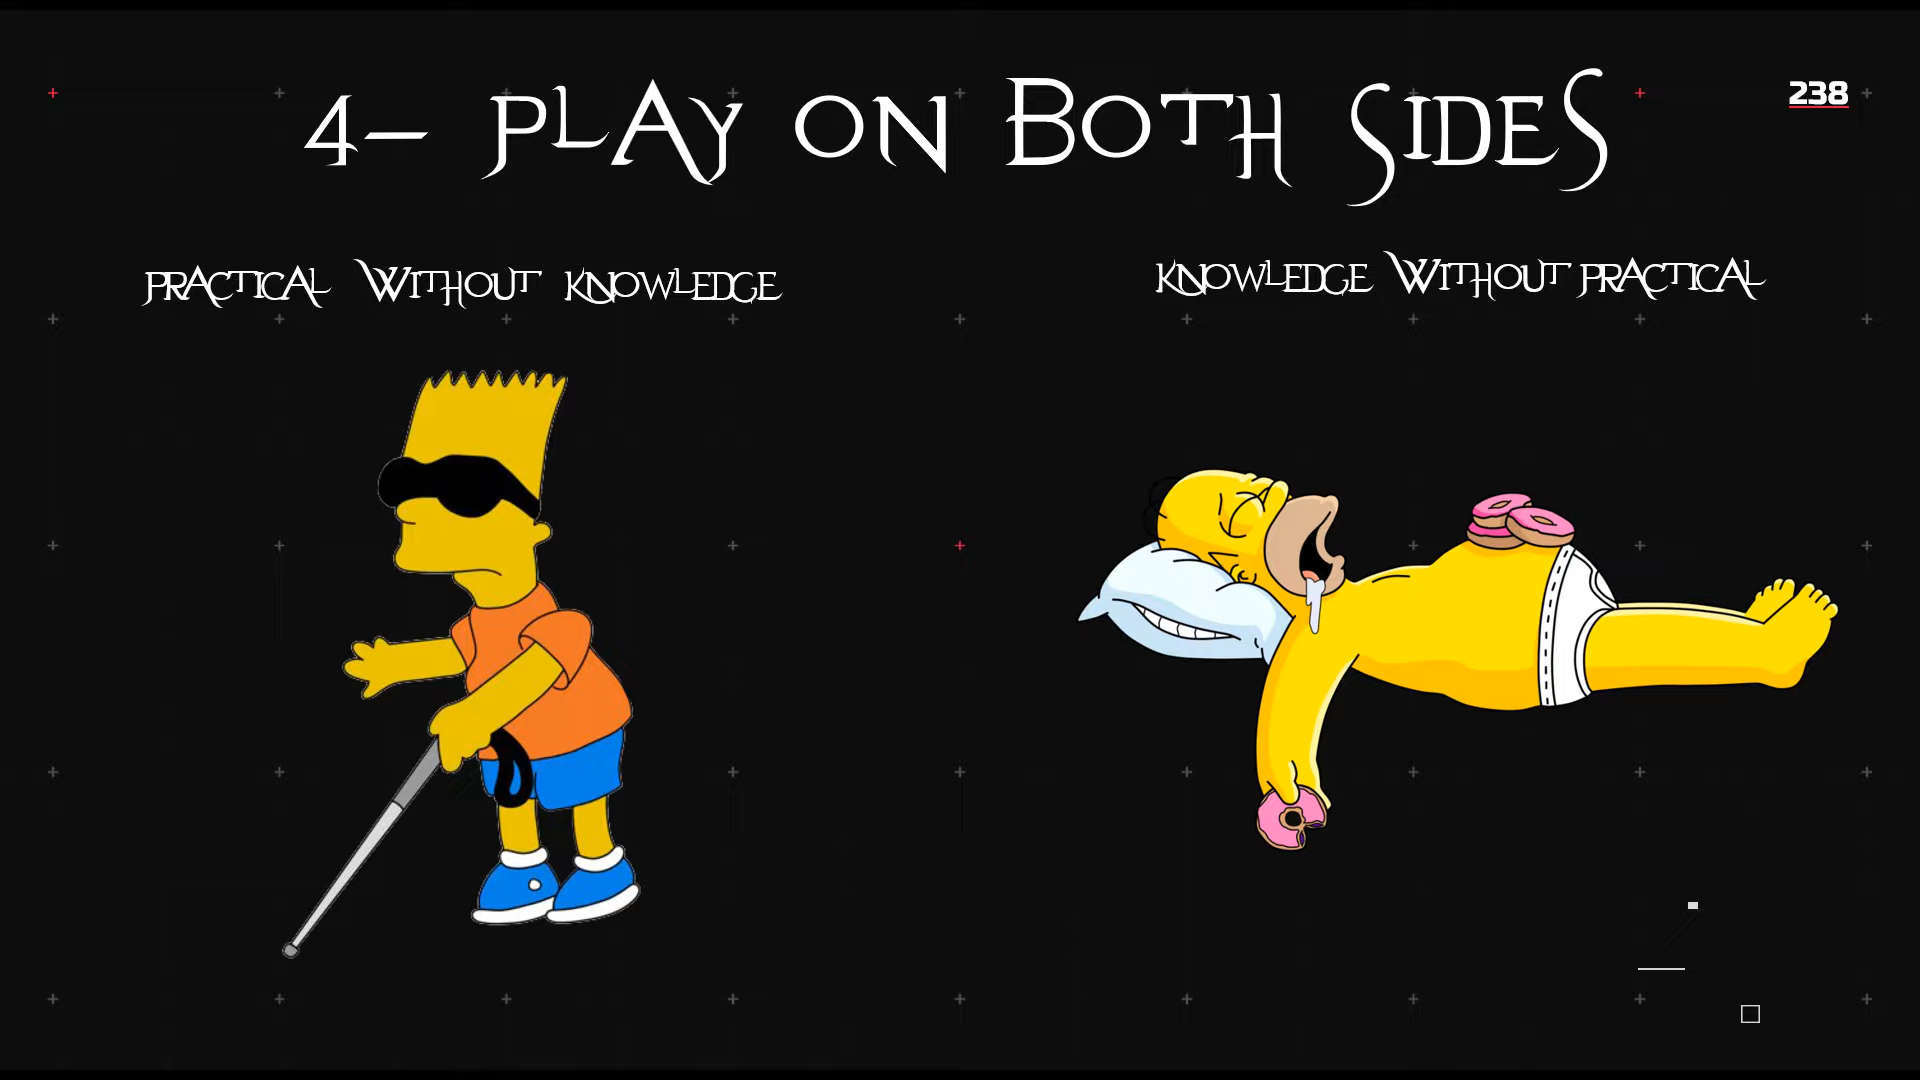 4- PLAY ON BOTH SIDES
238
PRACTICAL WITHOUT KNOWLEDGE
KNOWLEDGE WITHOUT PRACTICAL